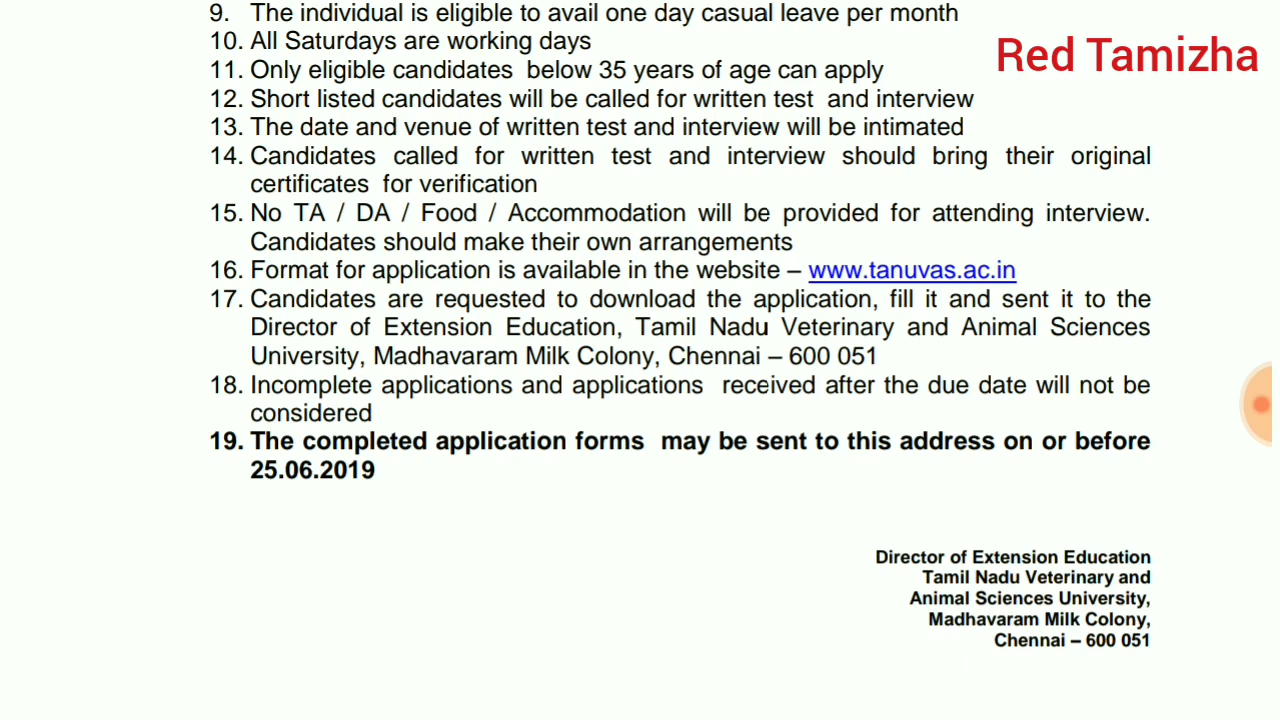 9. The individual is eligible to avail one day casual leave per month
10. All Saturdays are working days
Red Tamizha
11. Only eligible candidates below 35 years of age can apply
12. Short listed candidates will be called for written test and interview
13. The date and venue of written test and interview will be intimated
14. Candidates called for written test and interview should bring their original
certificates for verification
15. No TA / DA / Food / Accommodation will be provided for attending interview.
Candidates should make their own arrangements
16. Format for application is available in the website – www.tanuvas.ac.in
17. Candidates are requested to download the application, fill it and sent it to the
Director of Extension Education, Tamil Nadu Veterinary and Animal Sciences
University, Madhavaram Milk Colony, Chennai – 600 051
18. Incomplete applications and applications received after the due date will not be
considered
19. The completed application forms may be sent to this address on or before
25.06.2019
Director of Extension Education
Tamil Nadu Veterinary and
Animal Sciences University,
Madhavaram Milk Colony,
Chennai – 600 051